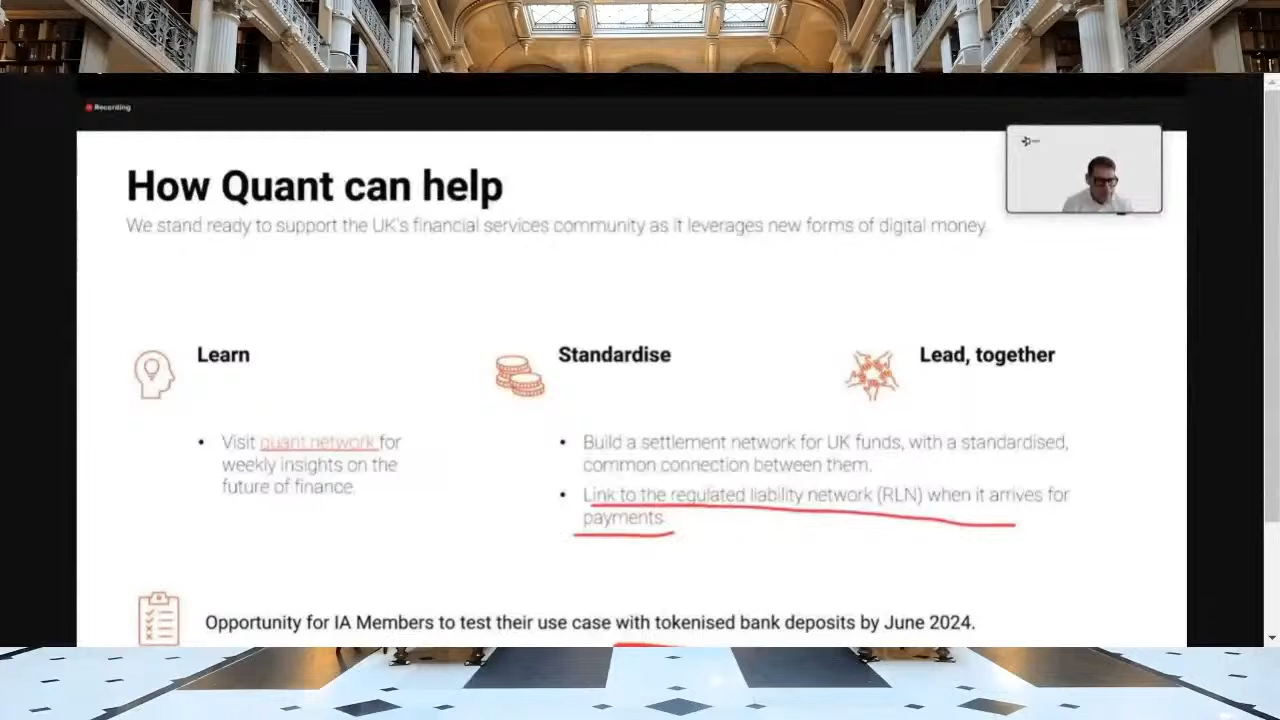 Recording
How Quant can help
We stand ready to support the UK's financial services community as it leverages new forms of digital money.
Learn
Standardise
Lead, together
• Visit quant network for
weekly insights on the
future of finance.
• Build a settlement network for UK funds, with a standardised,
common connection between them.
• Link to the regulated liability network (RLN) when it arrives for
payments.
Opportunity for IA Members to test their use case with tokenised bank deposits by June 2024.